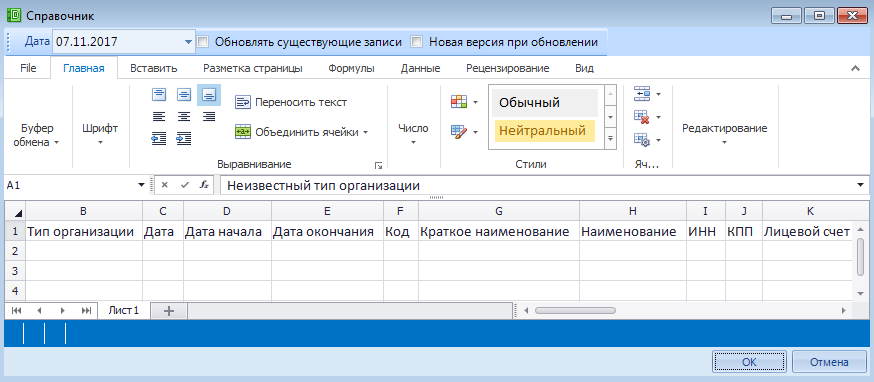 Справочник
Дата 07.11.2017 Обновлять существующие записи Новая версия при обновлении
File Главная Вставить Разметка страницы Формулы Данные Рецензирование Вид
Буфер обмена Шрифт Переносить текст Объединить ячейки Число Обычный Нейтральный Редактирование
Выравнивание Стили Яч...
A1 Неизвестный тип организации
B C D E F G H I J K
1 Тип организации Дата Дата начала Дата окончания Код Краткое наименование Наименование ИНН КПП Лицевой счет
2
3
4
Лист1
OK Отмена